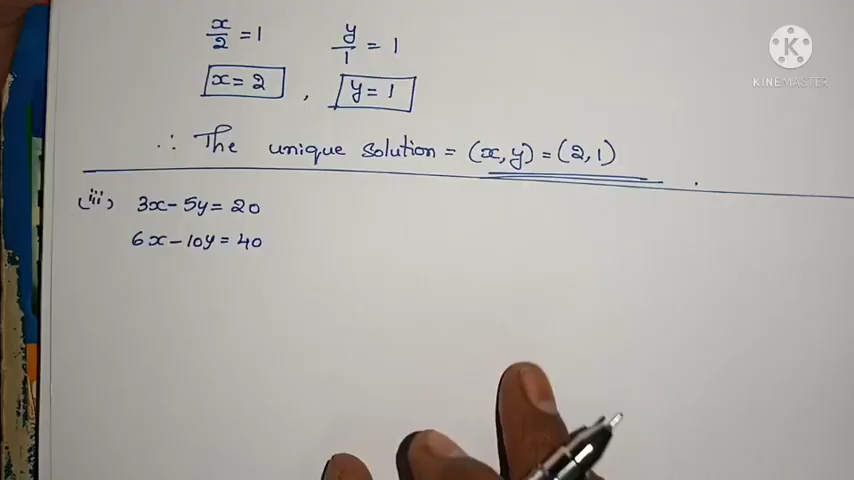 x/2 = 1 y/1 = 1
x = 2 , y = 1
∴ The unique solution = (x, y) = (2, 1)
(iii) 3x - 5y = 20
6x - 10y = 40
K
KINEMASTER